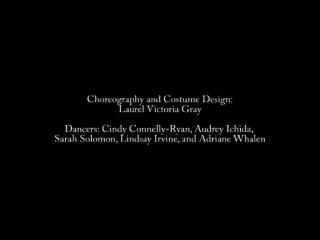 Choreography and Costume Design:
Laurel Victoria Gray
Dancers: Cindy Connelly-Ryan, Audrey Ichida,
Sarah Solomon, Lindsay Irvine, and Adriane Whalen